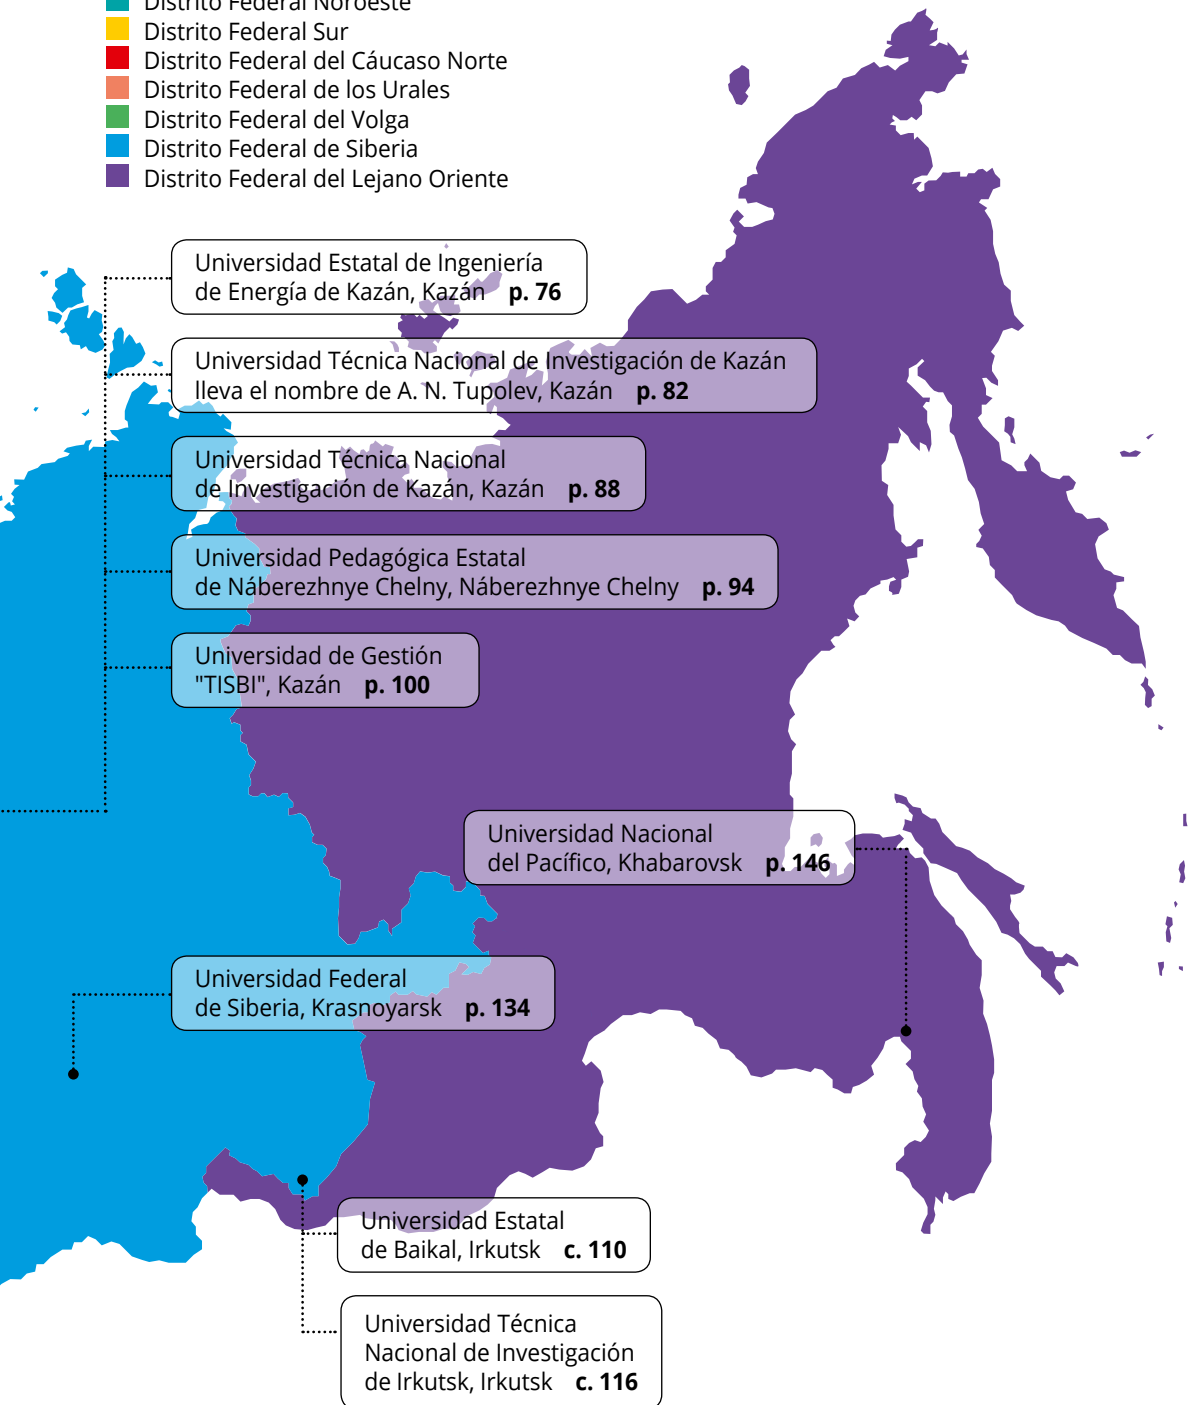 Distrito Federal Noroeste
Distrito Federal Sur
Distrito Federal del Cáucaso Norte
Distrito Federal de los Urales
Distrito Federal del Volga
Distrito Federal de Siberia
Distrito Federal del Lejano Oriente
Universidad Estatal de Ingeniería
de Energía de Kazán, Kazán p. 76
Universidad Técnica Nacional de Investigación de Kazán
lleva el nombre de A. N. Tupolev, Kazán p. 82
Universidad Técnica Nacional
de Investigación de Kazán, Kazán p. 88
Universidad Pedagógica Estatal
de Náberezhnye Chelny, Náberezhnye Chelny p. 94
Universidad de Gestión
"TISBI", Kazán p. 100
Universidad Nacional
del Pacífico, Khabarovsk p. 146
Universidad Federal
de Siberia, Krasnoyarsk p. 134
Universidad Estatal
de Baikal, Irkutsk c. 110
Universidad Técnica
Nacional de Investigación
de Irkutsk, Irkutsk c. 116